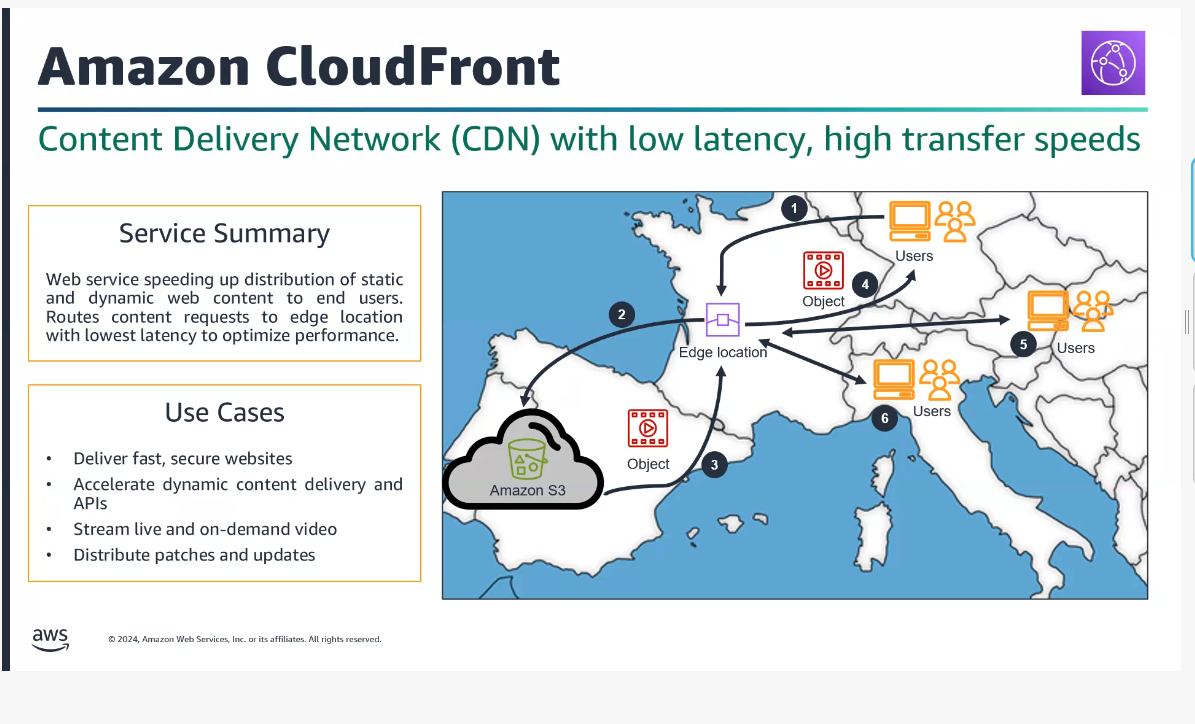 Amazon CloudFront
Content Delivery Network (CDN) with low latency, high transfer speeds
Service Summary
Web service speeding up distribution of static
and dynamic web content to end users.
Routes content requests to edge location
with lowest latency to optimize performance.
Use Cases
• Deliver fast, secure websites
• Accelerate dynamic content delivery and
APIs
• Stream live and on-demand video
• Distribute patches and updates
1
Users
Object
4
2
Edge location
5
Users
Users
6
Object
3
Amazon S3
aws
© 2024, Amazon Web Services, Inc. or its affiliates. All rights reserved.